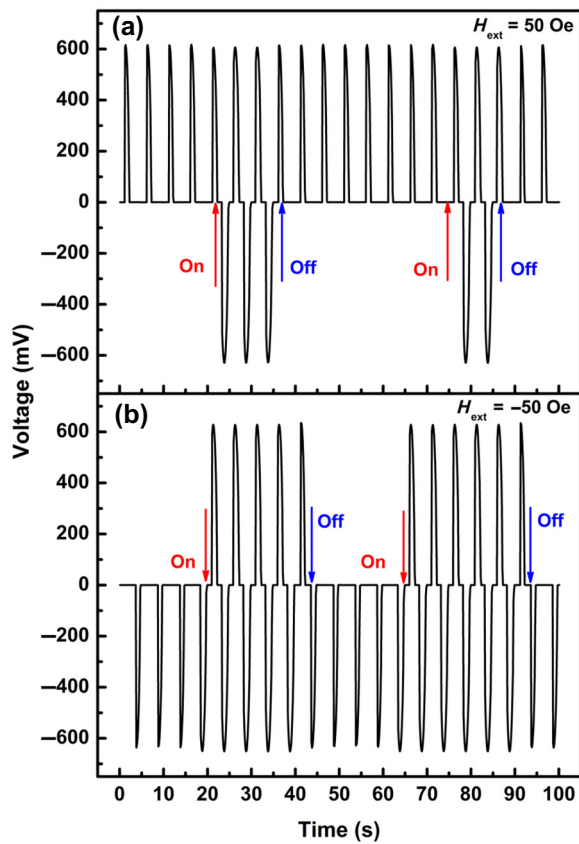 (a)
H_ext = 50 Oe
600
400
200
0
−200
−400
−600
On
Off
On
Off
Voltage (mV)
(b)
H_ext = −50 Oe
600
400
200
0
−200
−400
−600
On
Off
On
Off
0 10 20 30 40 50 60 70 80 90 100
Time (s)